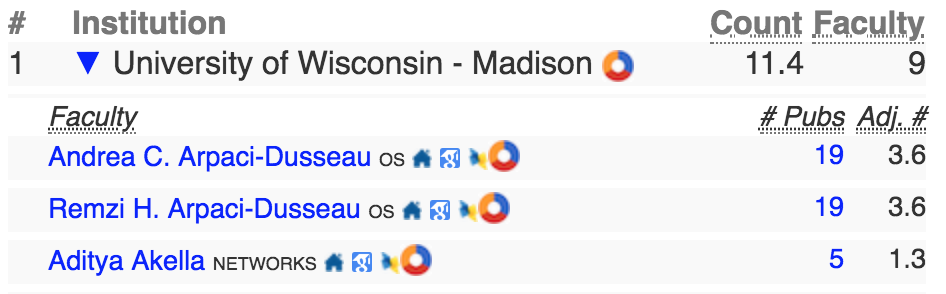 # Institution Count Faculty
1 ▼ University of Wisconsin - Madison 11.4 9
Faculty # Pubs Adj. #
Andrea C. Arpaci-Dusseau OS 19 3.6
Remzi H. Arpaci-Dusseau OS 19 3.6
Aditya Akella NETWORKS 5 1.3